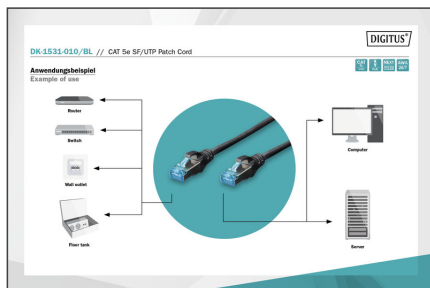 DIGITUS®
DK-1531-010/BL // CAT 5e SF/UTP Patch Cord
Anwendungsbeispiel
Example of use
Router
Switch
Wall outlet
Floor tank
Computer
Server